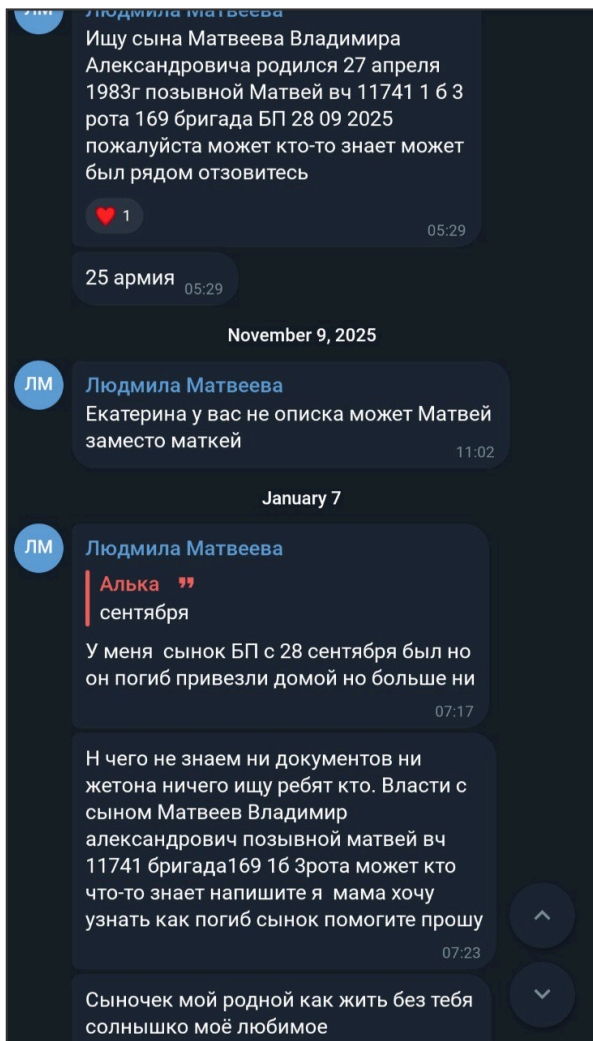 ЛМ Людмила Матвеева
Ищу сына Матвеева Владимира
Александровича родился 27 апреля
1983г позывной Матвей вч 11741 1 б 3
рота 169 бригада БП 28 09 2025
пожалуйста может кто-то знает может
был рядом отзовитесь
1
05:29
25 армия 05:29
November 9, 2025
ЛМ Людмила Матвеева
Екатерина у вас не описка может Матвей
заместо маткей
11:02
January 7
ЛМ Людмила Матвеева
Алька
сентября
У меня сынок БП с 28 сентября был но
он погиб привезли домой но больше ни
07:17
Н чего не знаем ни документов ни
жетона ничего ищу ребят кто. Власти с
сыном Матвеев Владимир
александрович позывной матвей вч
11741 бригада169 1б 3рота может кто
что-то знает напишите я мама хочу
узнать как погиб сынок помогите прошу
07:23
Сыночек мой родной как жить без тебя
солнышко моё любимое